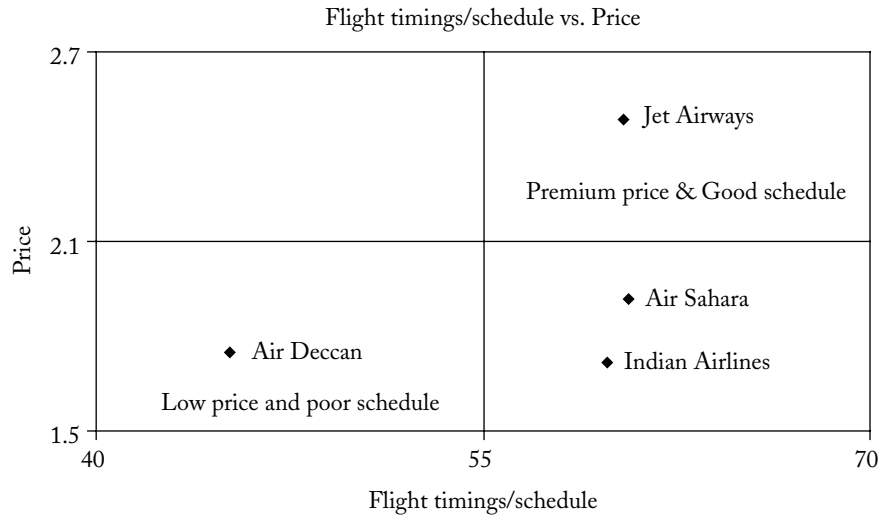 Flight timings/schedule vs. Price
2.7
Jet Airways
Premium price & Good schedule
Price
2.1
Air Sahara
Air Deccan
Indian Airlines
Low price and poor schedule
1.5
40
55
70
Flight timings/schedule